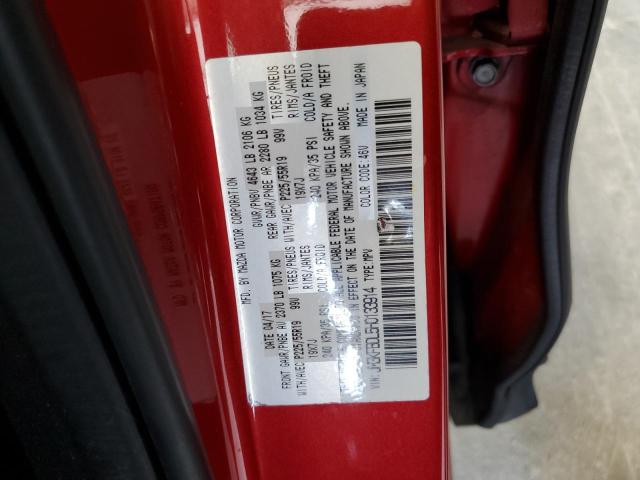 MFD. BY MAZDA MOTOR CORPORATION
DATE 04/17 GVWR/PNBV 4643 LB 2106 KG
FRONT GAWR/PNBE AV 2370 LB 1075 KG REAR GAWR/PNBE AR 2280 LB 1034 KG
WITH/AVEC P225/55R19 99V TIRES/PNEUS WITH/AVEC P225/55R19 99V TIRES/PNEUS
19X7J RIMS/JANTES 19X7J RIMS/JANTES
240 KPA/35 PSI COLD/A FROID 240 KPA/35 PSI COLD/A FROID
ALL APPLICABLE FEDERAL MOTOR VEHICLE SAFETY AND THEFT
IN EFFECT ON THE DATE OF MANUFACTURE SHOWN ABOVE.
VIN: TYPE:MPV COLOR CODE:46V MADE IN JAPAN